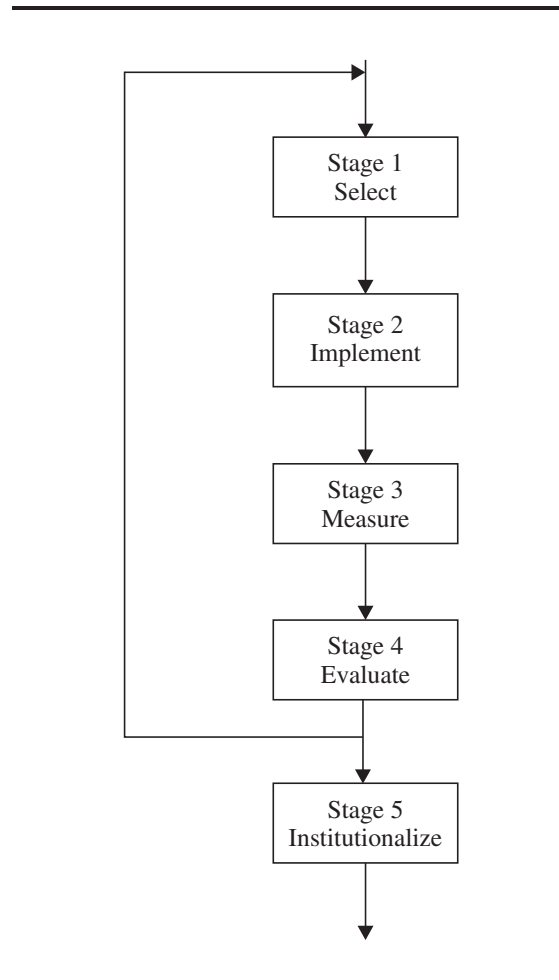 Stage 1
Select
Stage 2
Implement
Stage 3
Measure
Stage 4
Evaluate
Stage 5
Institutionalize